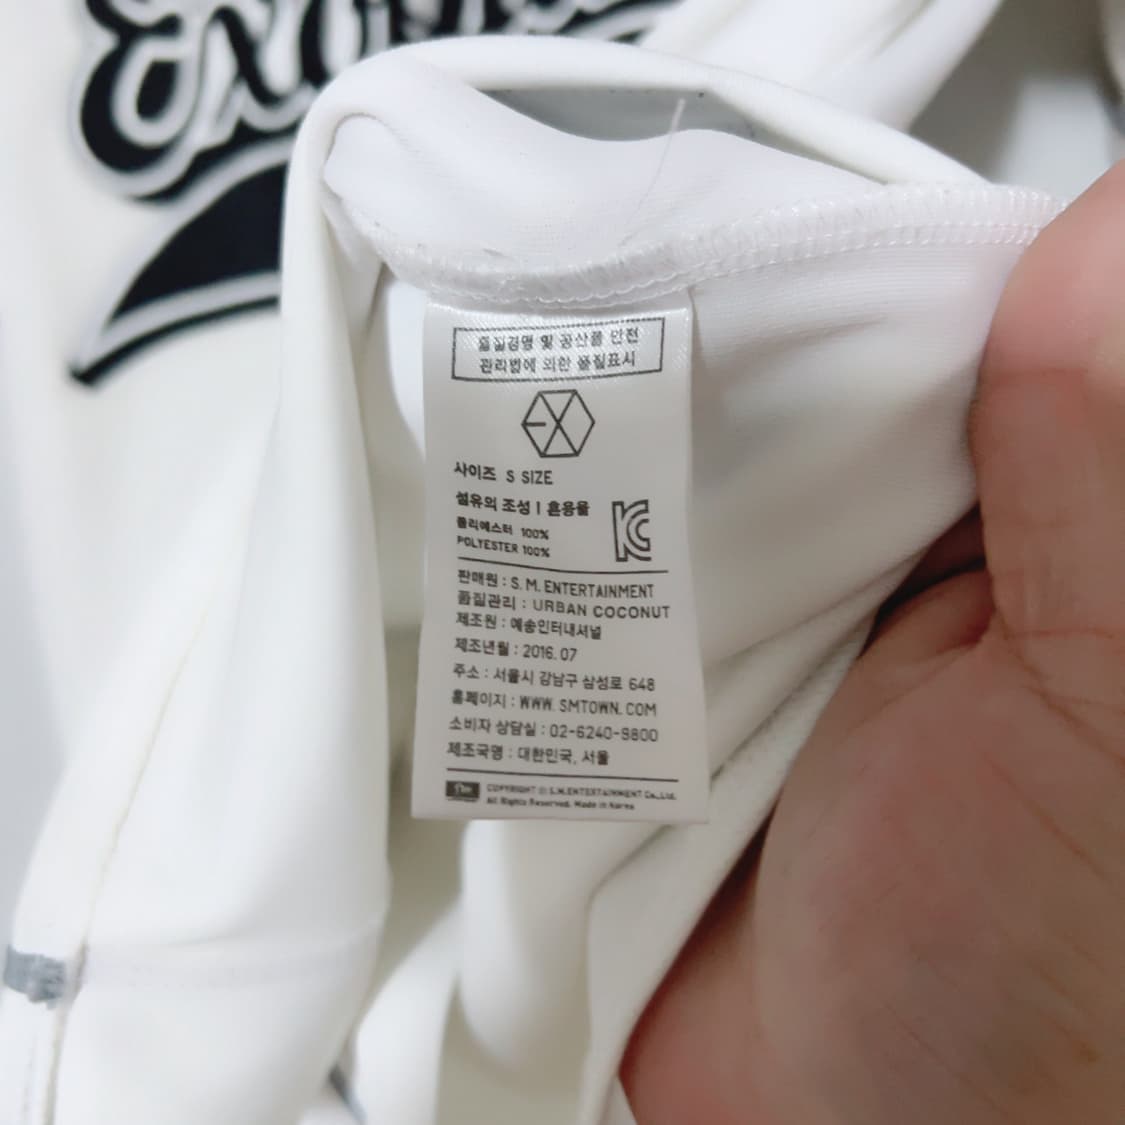 품질경영 및 공산품 안전
관리법에 의한 품질표시
EX
사이즈 S SIZE
섬유의 조성 | 혼용율
폴리에스터 100%
POLYESTER 100%
판매원 : S. M. ENTERTAINMENT
품질관리 : URBAN COCONUT
제조원 : 예송인터내셔널
제조년월 : 2016. 07
주소 : 서울시 강남구 삼성로 648
홈페이지 : WWW. SMTOWN. COM
소비자 상담실 : 02-6240-9800
제조국명 : 대한민국, 서울
COPYRIGHT © S.M.ENTERTAINMENT Co.,Ltd.
All Rights Reserved. Made in Korea